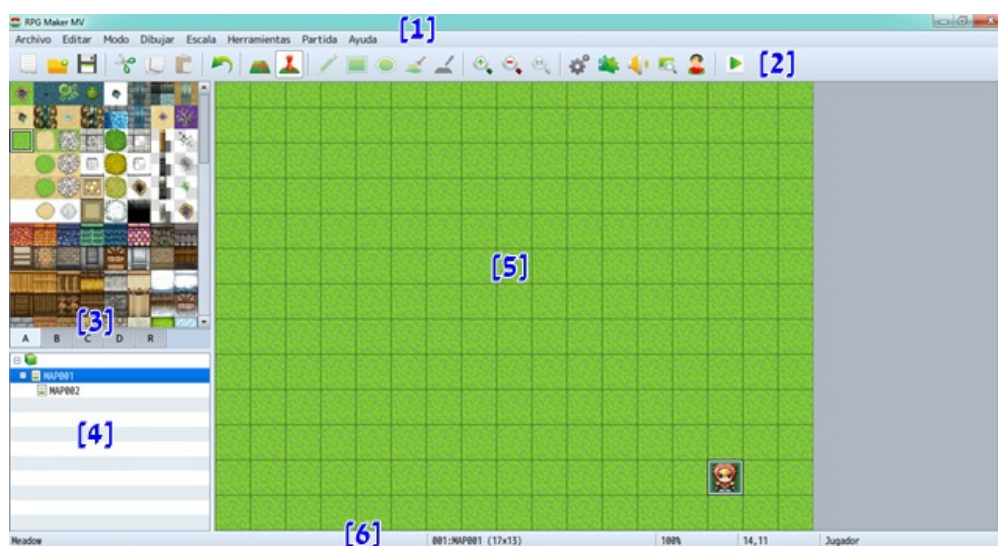 RPG Maker MV
[1]
Archivo Editar Modo Dibujar Escala Herramientas Partida Ayuda
[2]
[3]
A B C D R
MAP001
MAP002
[4]
[5]
[6]
Meadow 001:MAP001 (17x13) 100% 14,11 Jugador